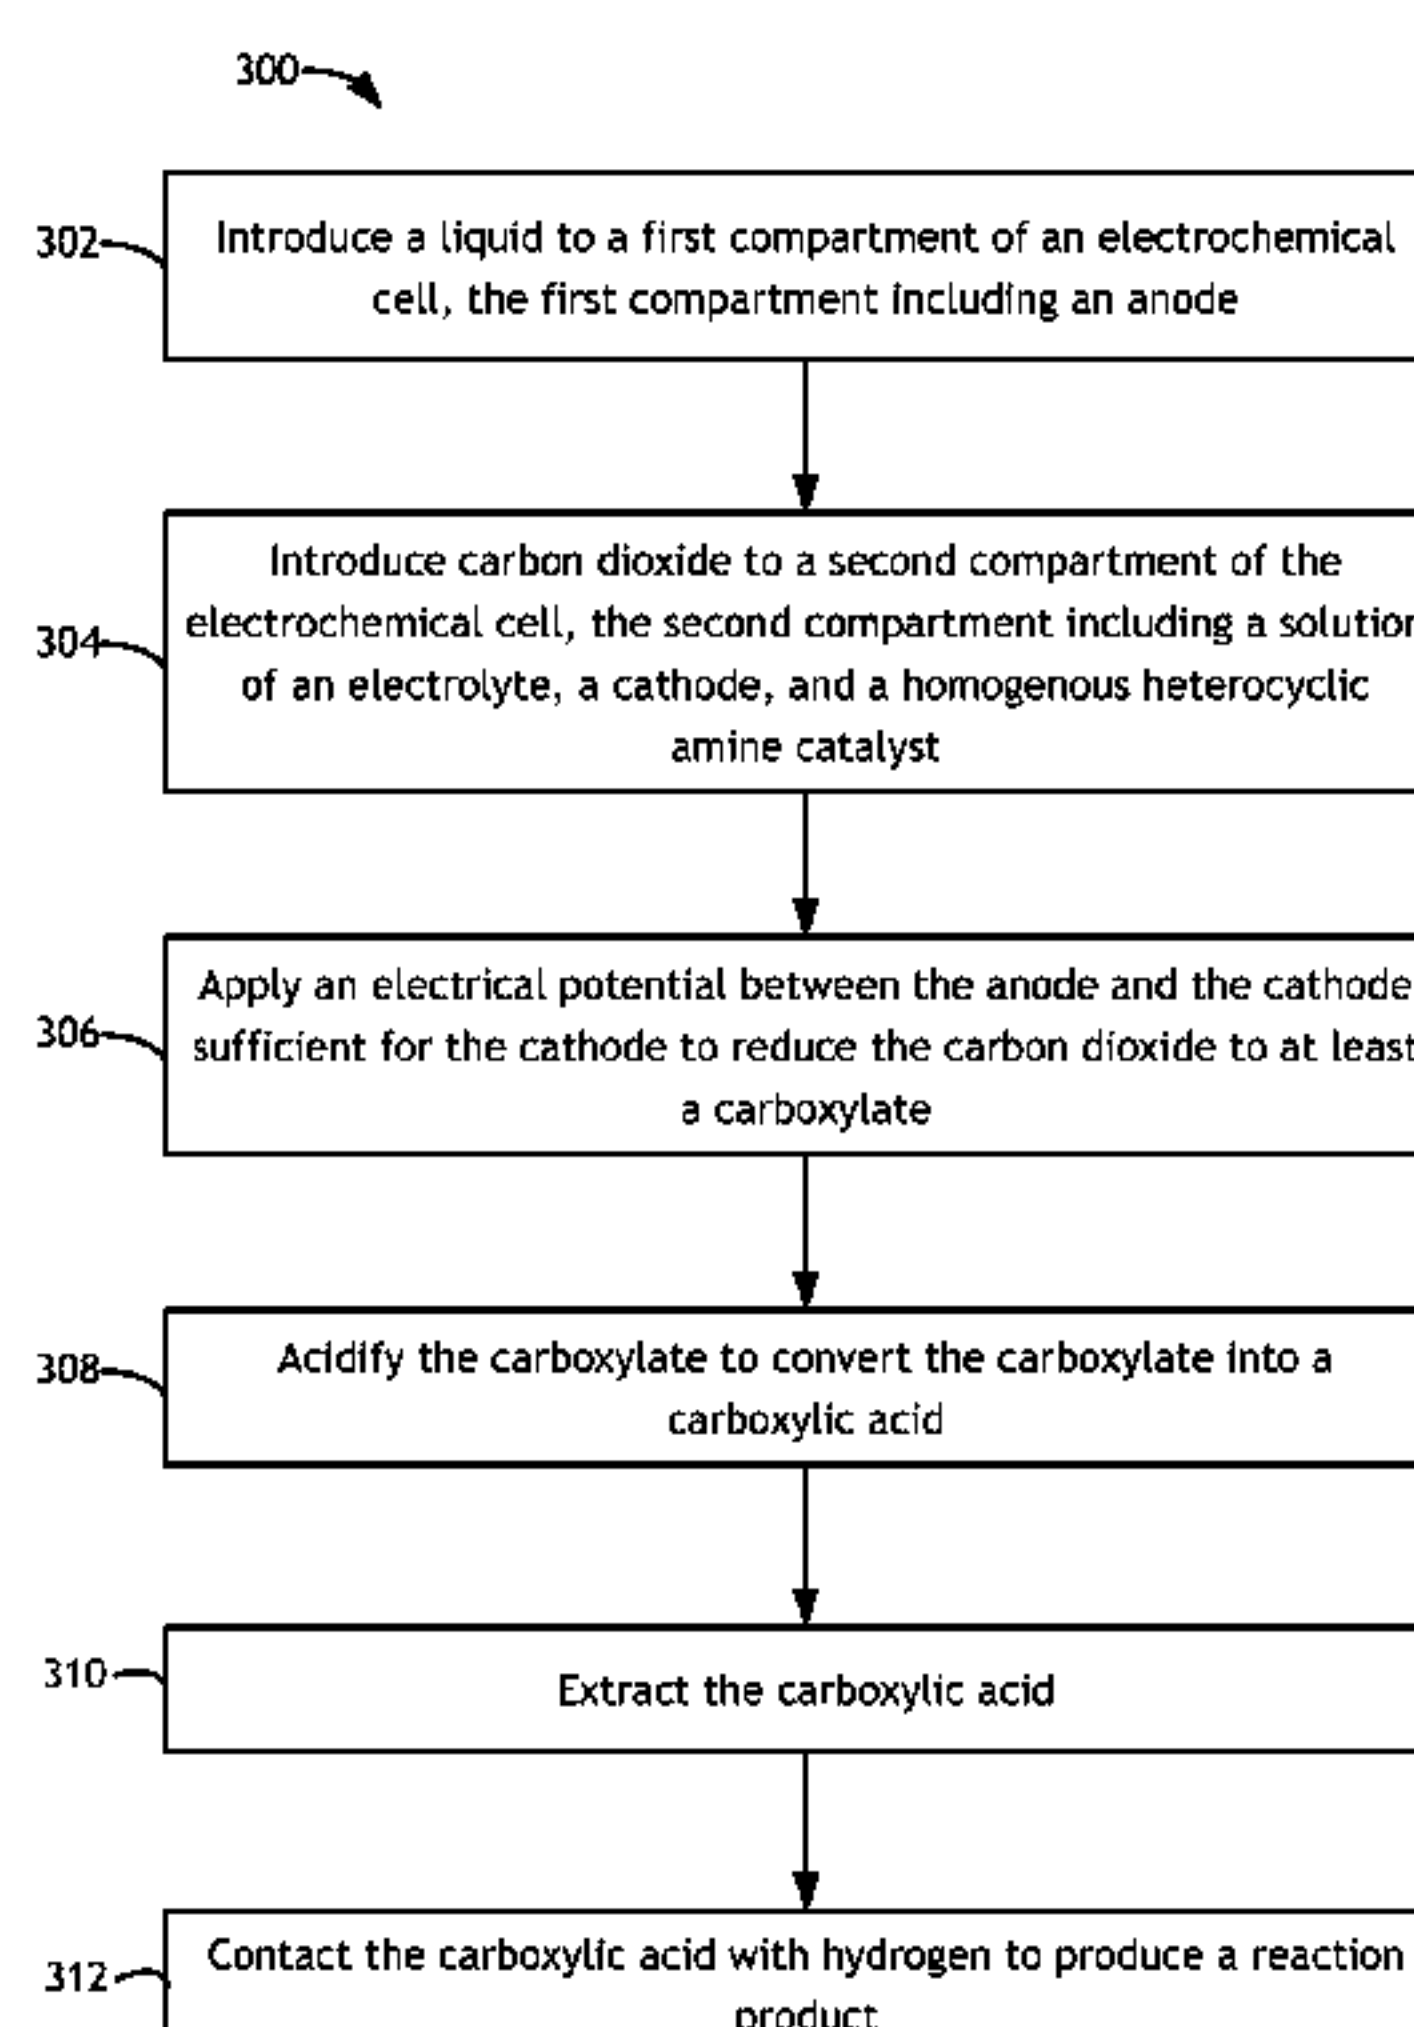 300
302
Introduce a liquid to a first compartment of an electrochemical
cell, the first compartment including an anode
304
Introduce carbon dioxide to a second compartment of the
electrochemical cell, the second compartment including a solution
of an electrolyte, a cathode, and a homogenous heterocyclic
amine catalyst
306
Apply an electrical potential between the anode and the cathode
sufficient for the cathode to reduce the carbon dioxide to at least
a carboxylate
308
Acidify the carboxylate to convert the carboxylate into a
carboxylic acid
310
Extract the carboxylic acid
312
Contact the carboxylic acid with hydrogen to produce a reaction
product